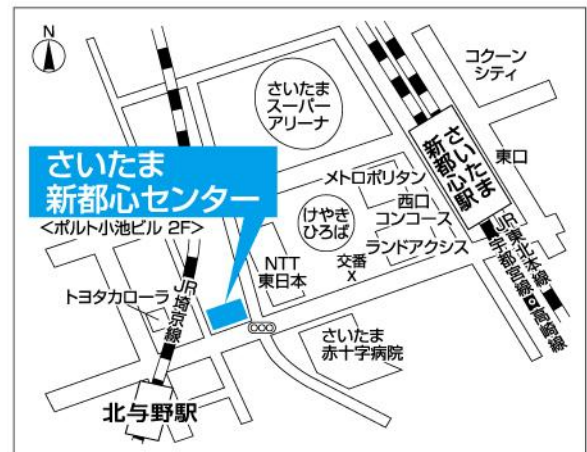 N
コクーン
シティ
さいたま
スーパー
アリーナ
さいたま
新都心駅
東口
さいたま
新都心センター
<ポルト小池ビル 2F>
メトロポリタン
西口
コンコース
けやき
ひろば
ランドアクシス
NTT
東日本
交番
X
JR東北本線
宇都宮線・高崎線
トヨタカローラ
JR埼京線
さいたま
赤十字病院
北与野駅